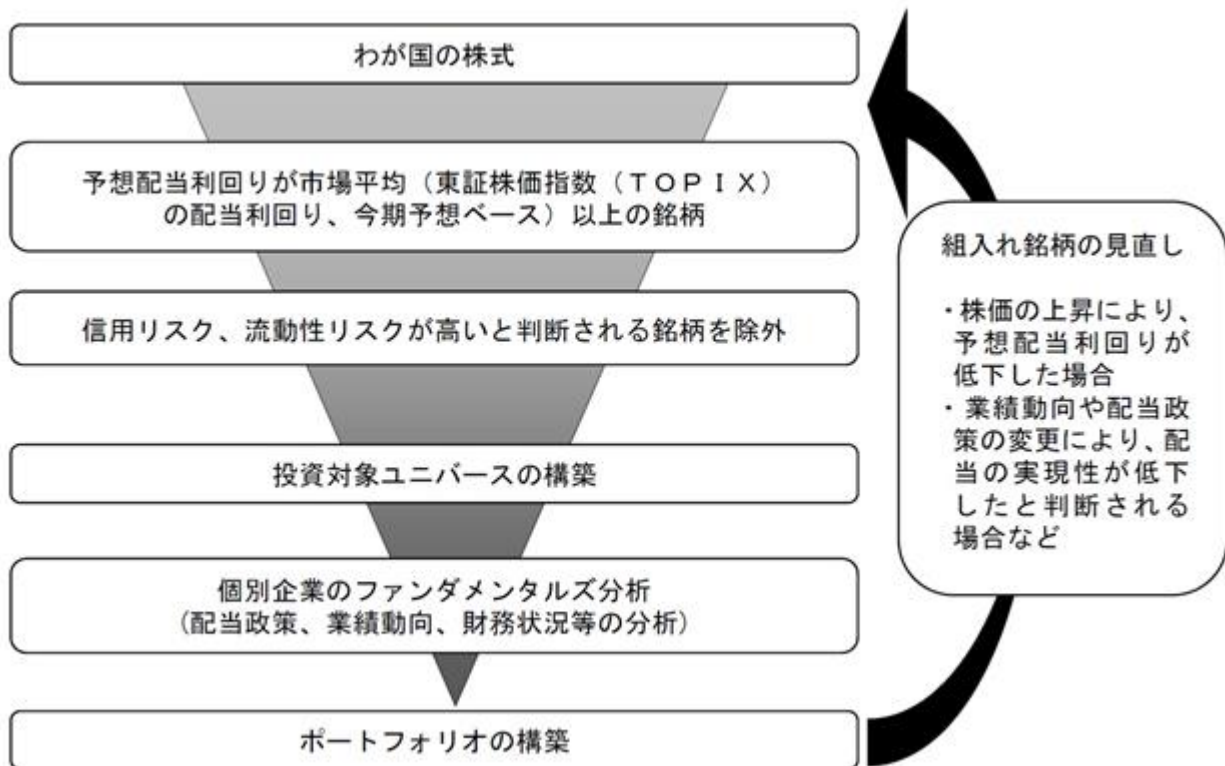 わが国の株式
予想配当利回りが市場平均（東証株価指数（ＴＯＰＩＸ）
の配当利回り、今期予想ベース）以上の銘柄
信用リスク、流動性リスクが高いと判断される銘柄を除外
投資対象ユニバースの構築
個別企業のファンダメンタルズ分析
（配当政策、業績動向、財務状況等の分析）
ポートフォリオの構築
組入れ銘柄の見直し
・株価の上昇により、
予想配当利回りが
低下した場合
・業績動向や配当政
策の変更により、配
当の実現性が低下
したと判断される
場合など